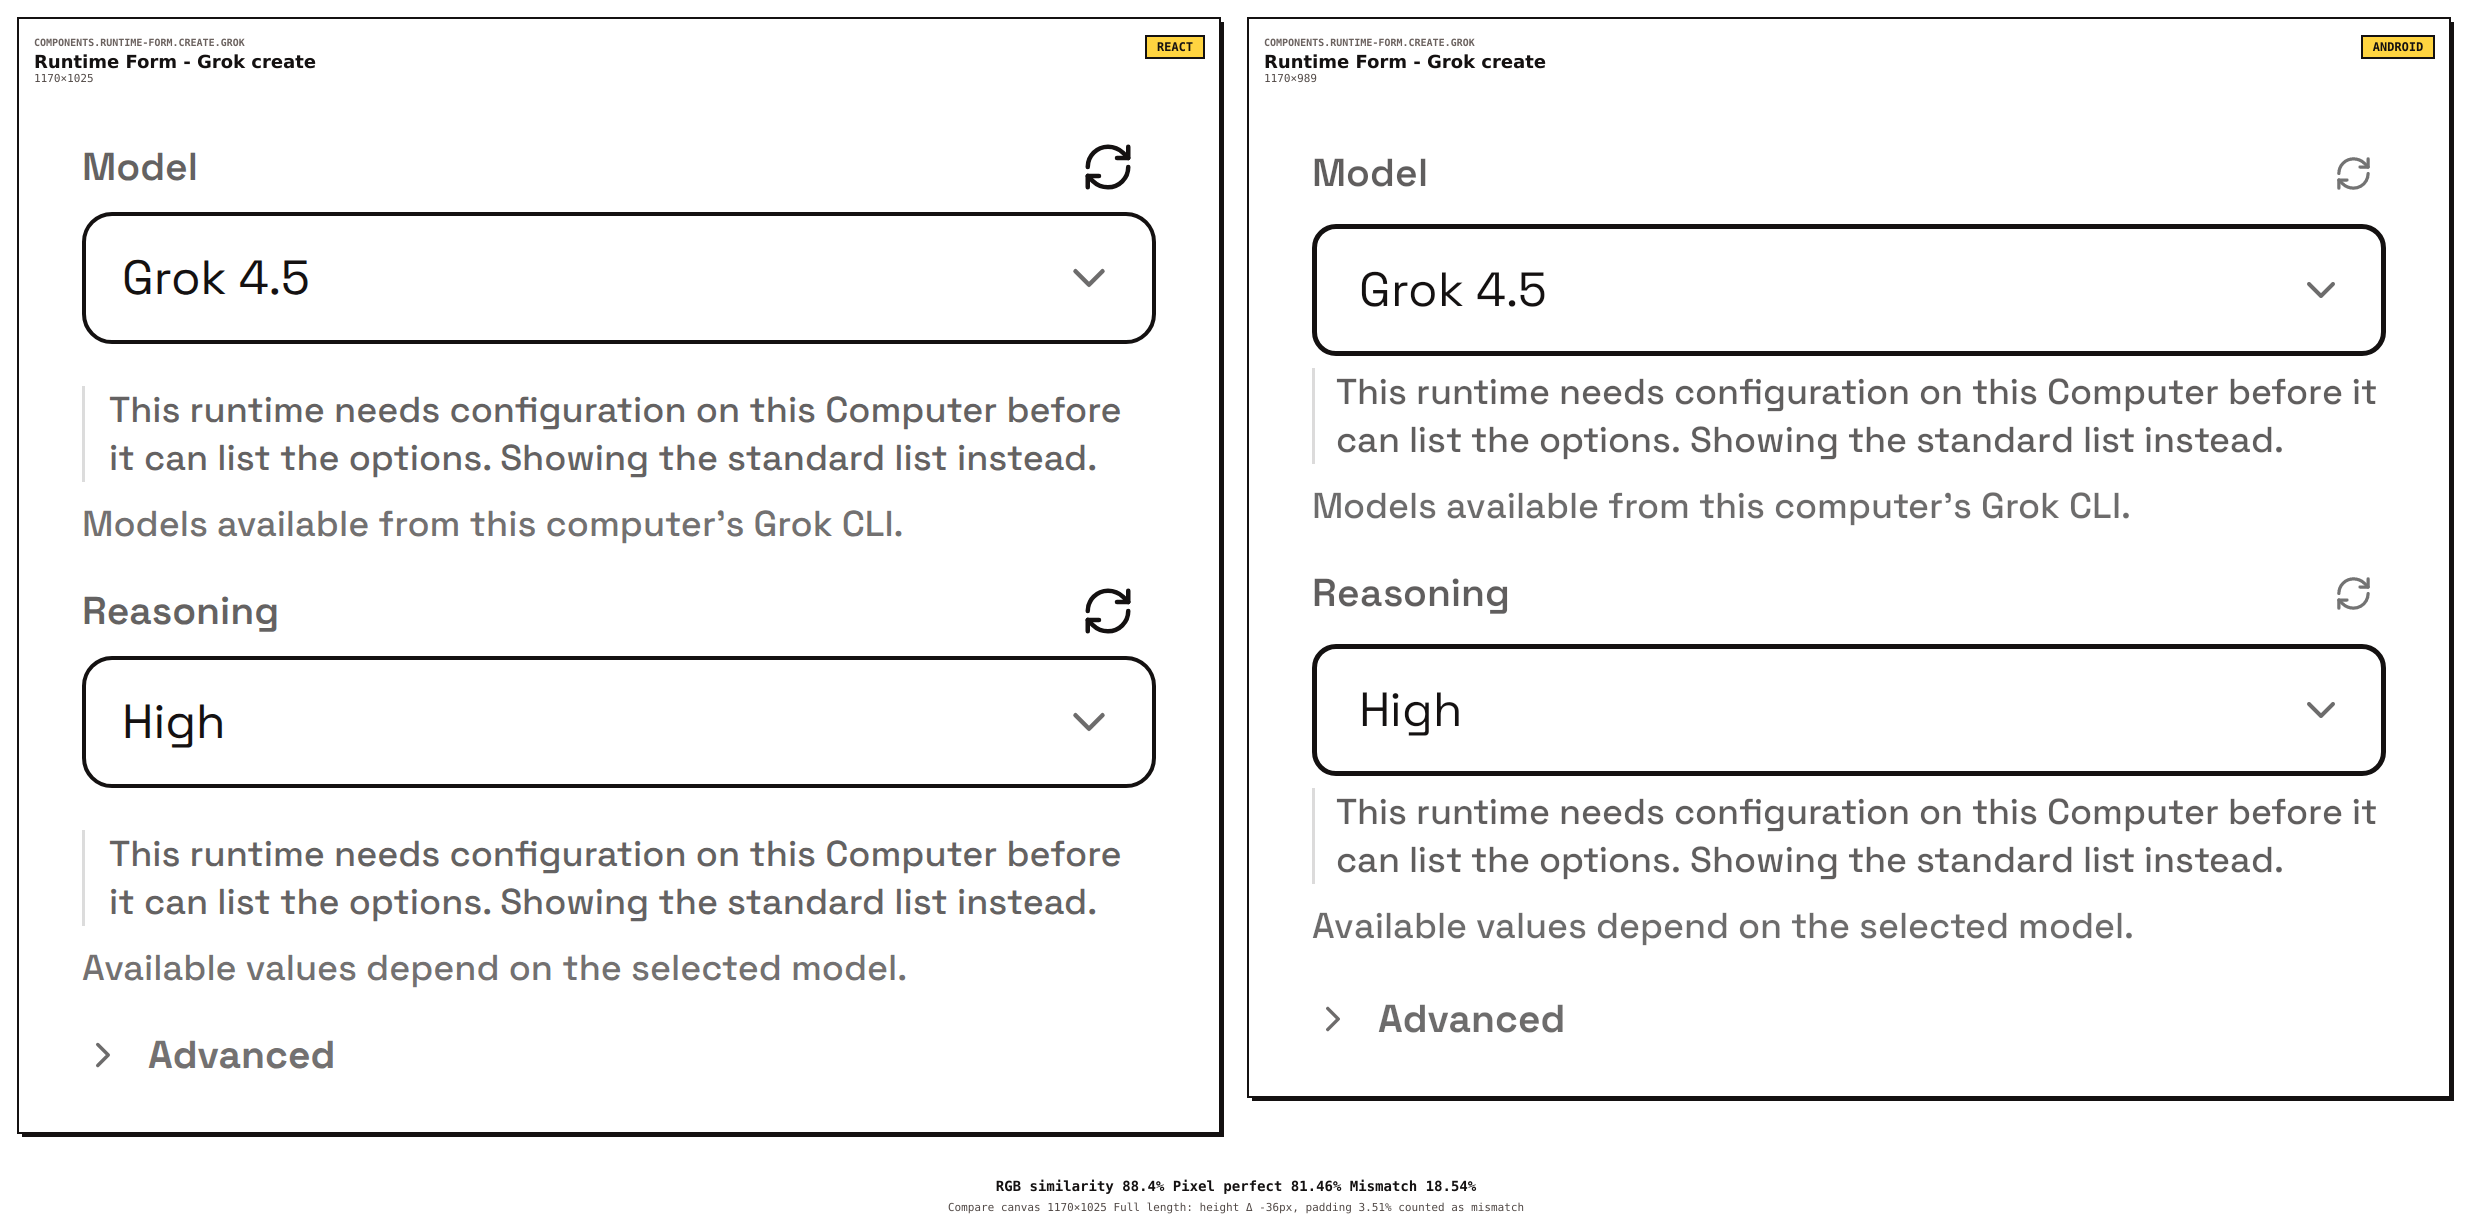 COMPONENTS.RUNTIME-FORM.CREATE.GROK
Runtime Form - Grok create
1170×1025
REACT
Model
Grok 4.5
This runtime needs configuration on this Computer before
it can list the options. Showing the standard list instead.
Models available from this computer’s Grok CLI.
Reasoning
High
This runtime needs configuration on this Computer before
it can list the options. Showing the standard list instead.
Available values depend on the selected model.
Advanced
COMPONENTS.RUNTIME-FORM.CREATE.GROK
Runtime Form - Grok create
1170×989
ANDROID
Model
Grok 4.5
This runtime needs configuration on this Computer before it
can list the options. Showing the standard list instead.
Models available from this computer’s Grok CLI.
Reasoning
High
This runtime needs configuration on this Computer before it
can list the options. Showing the standard list instead.
Available values depend on the selected model.
Advanced
RGB similarity 88.4% Pixel perfect 81.46% Mismatch 18.54%
Compare canvas 1170×1025 Full length: height Δ -36px, padding 3.51% counted as mismatch